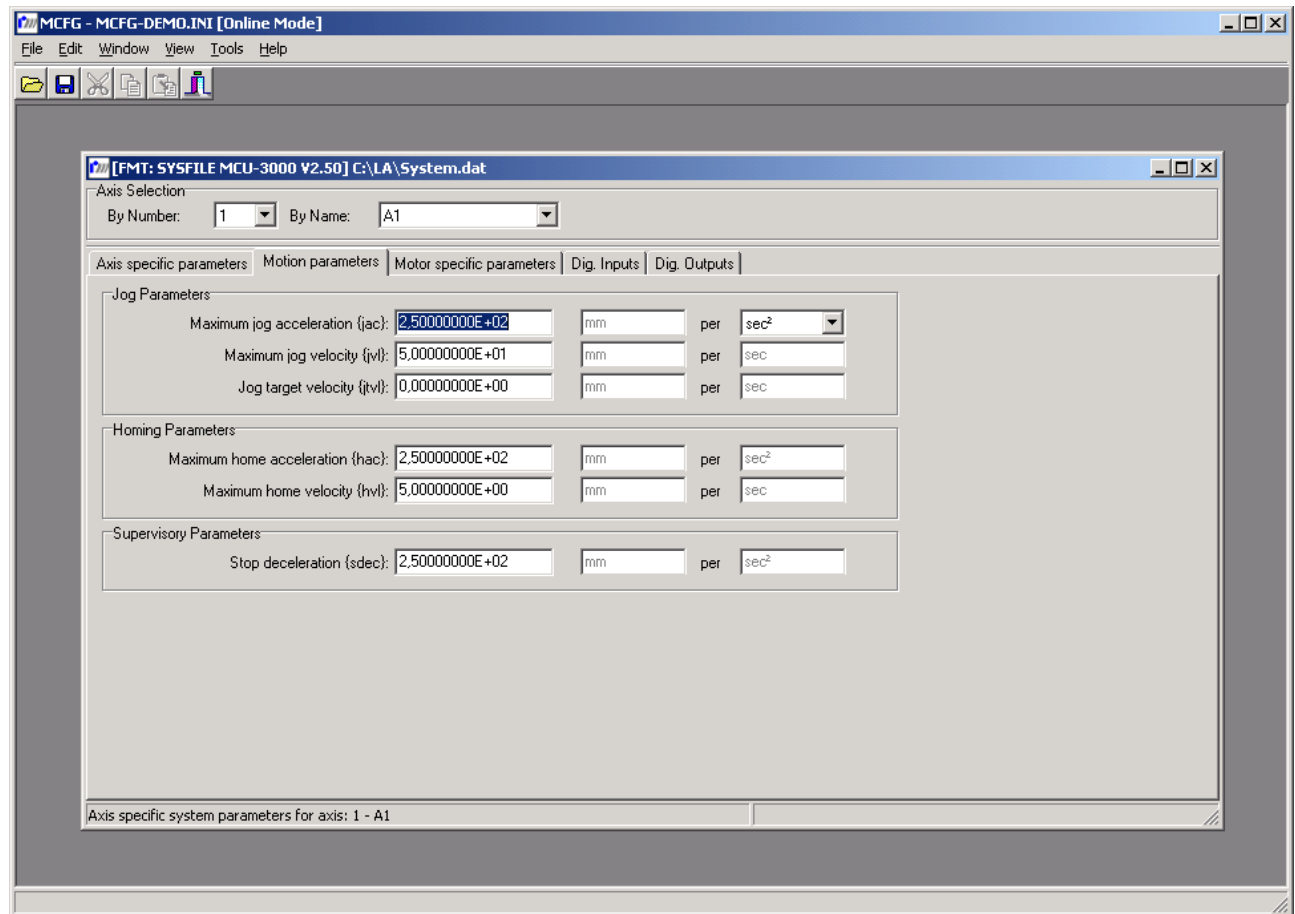 MCFG - MCFG-DEMO.INI [Online Mode]
File Edit Window View Tools Help
[FMT: SYSFILE MCU-3000 V2.50] C:\LA\System.dat
Axis Selection
By Number: 1 By Name: A1
Axis specific parameters Motion parameters Motor specific parameters Dig. Inputs Dig. Outputs
Jog Parameters
Maximum jog acceleration {jac}: 2,50000000E+02 mm per sec²
Maximum jog velocity {jvl}: 5,00000000E+01 mm per sec
Jog target velocity {jtvl}: 0,00000000E+00 mm per sec
Homing Parameters
Maximum home acceleration {hac}: 2,50000000E+02 mm per sec²
Maximum home velocity {hvl}: 5,00000000E+00 mm per sec
Supervisory Parameters
Stop deceleration {sdec}: 2,50000000E+02 mm per sec²
Axis specific system parameters for axis: 1 - A1